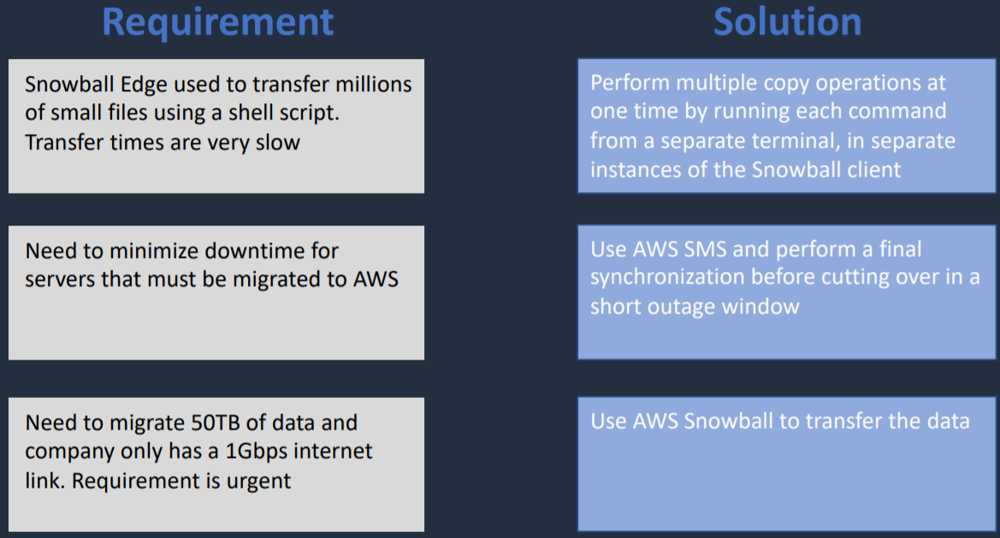 Requirement
Solution
Snowball Edge used to transfer millions
of small files using a shell script.
Transfer times are very slow
Perform multiple copy operations at
one time by running each command
from a separate terminal, in separate
instances of the Snowball client
Need to minimize downtime for
servers that must be migrated to AWS
Use AWS SMS and perform a final
synchronization before cutting over in a
short outage window
Need to migrate 50TB of data and
company only has a 1Gbps internet
link. Requirement is urgent
Use AWS Snowball to transfer the data